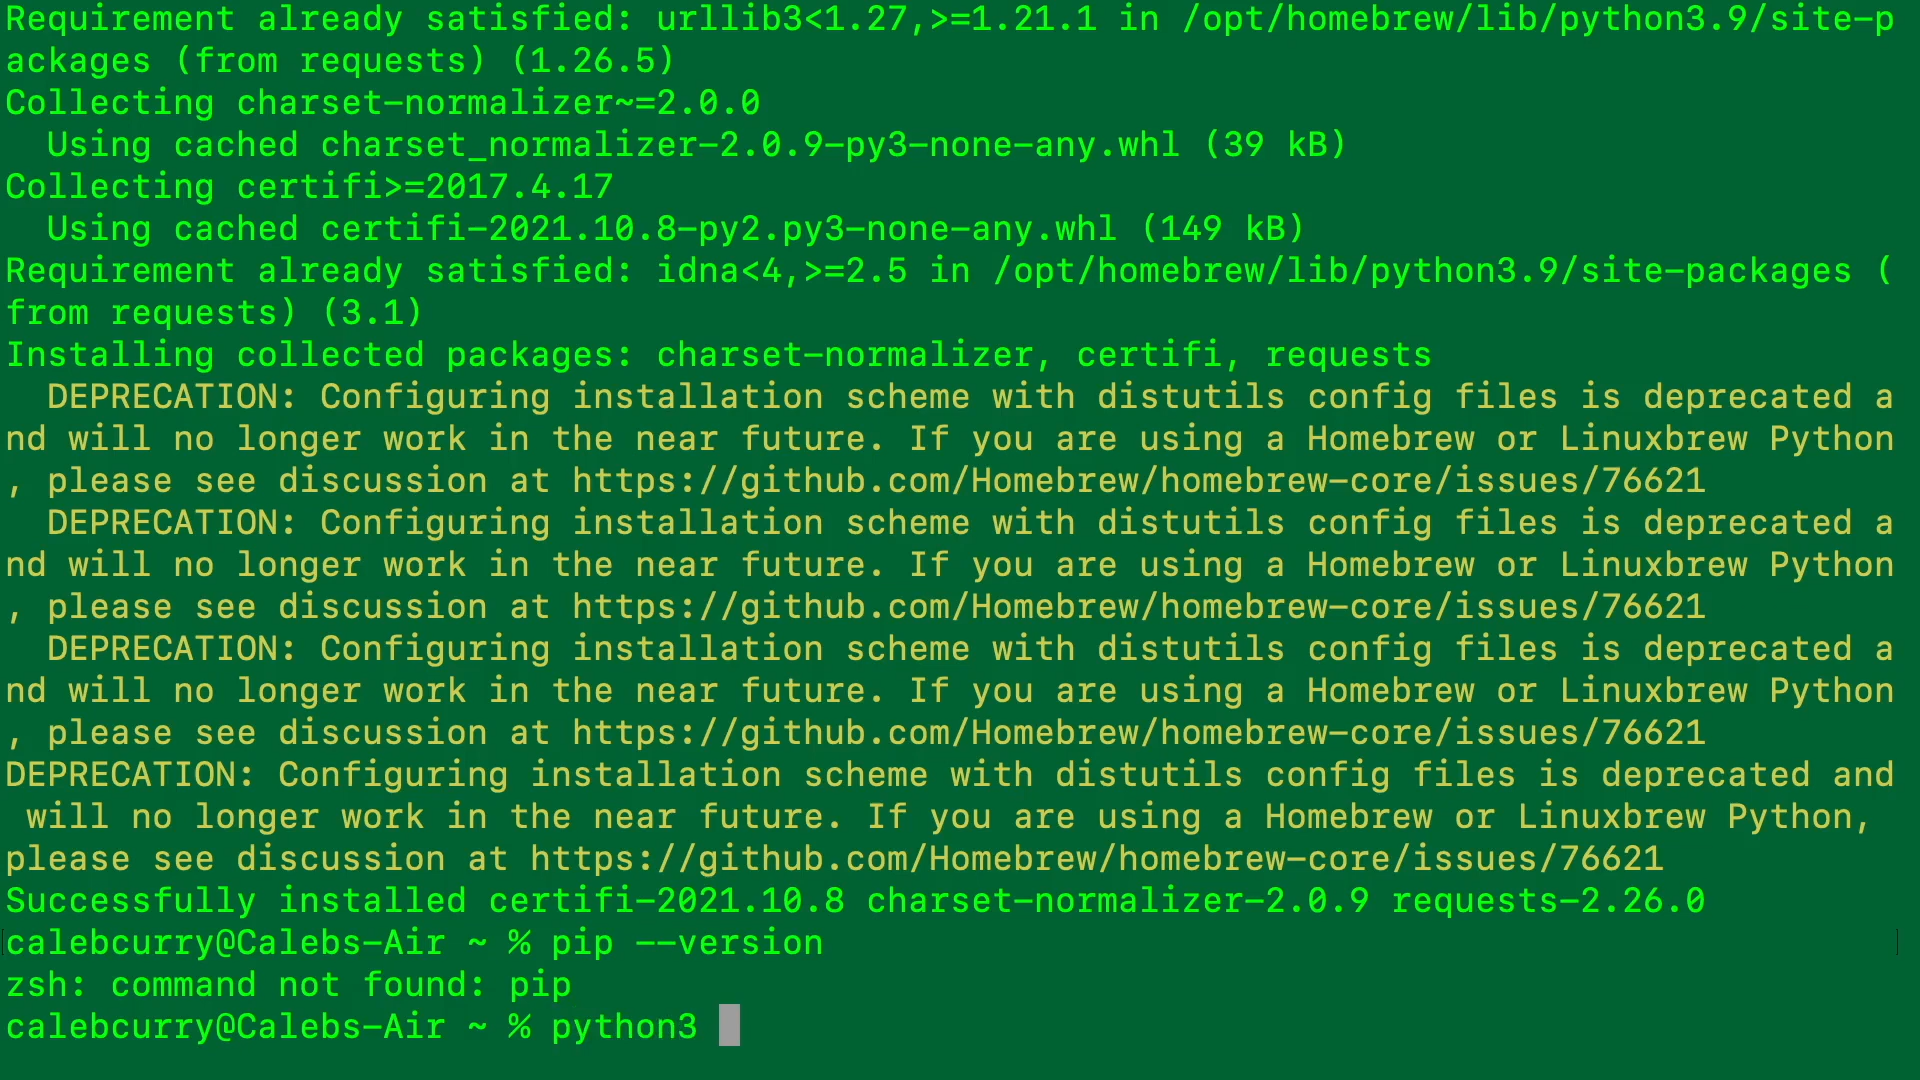 Requirement already satisfied: urllib3<1.27,>=1.21.1 in /opt/homebrew/lib/python3.9/site-p
ackages (from requests) (1.26.5)
Collecting charset-normalizer~=2.0.0
  Using cached charset_normalizer-2.0.9-py3-none-any.whl (39 kB)
Collecting certifi>=2017.4.17
  Using cached certifi-2021.10.8-py2.py3-none-any.whl (149 kB)
Requirement already satisfied: idna<4,>=2.5 in /opt/homebrew/lib/python3.9/site-packages (
from requests) (3.1)
Installing collected packages: charset-normalizer, certifi, requests
  DEPRECATION: Configuring installation scheme with distutils config files is deprecated a
nd will no longer work in the near future. If you are using a Homebrew or Linuxbrew Python
, please see discussion at https://github.com/Homebrew/homebrew-core/issues/76621
  DEPRECATION: Configuring installation scheme with distutils config files is deprecated a
nd will no longer work in the near future. If you are using a Homebrew or Linuxbrew Python
, please see discussion at https://github.com/Homebrew/homebrew-core/issues/76621
  DEPRECATION: Configuring installation scheme with distutils config files is deprecated a
nd will no longer work in the near future. If you are using a Homebrew or Linuxbrew Python
, please see discussion at https://github.com/Homebrew/homebrew-core/issues/76621
DEPRECATION: Configuring installation scheme with distutils config files is deprecated and
 will no longer work in the near future. If you are using a Homebrew or Linuxbrew Python,
please see discussion at https://github.com/Homebrew/homebrew-core/issues/76621
Successfully installed certifi-2021.10.8 charset-normalizer-2.0.9 requests-2.26.0
calebcurry@Calebs-Air ~ % pip --version
zsh: command not found: pip
calebcurry@Calebs-Air ~ % python3